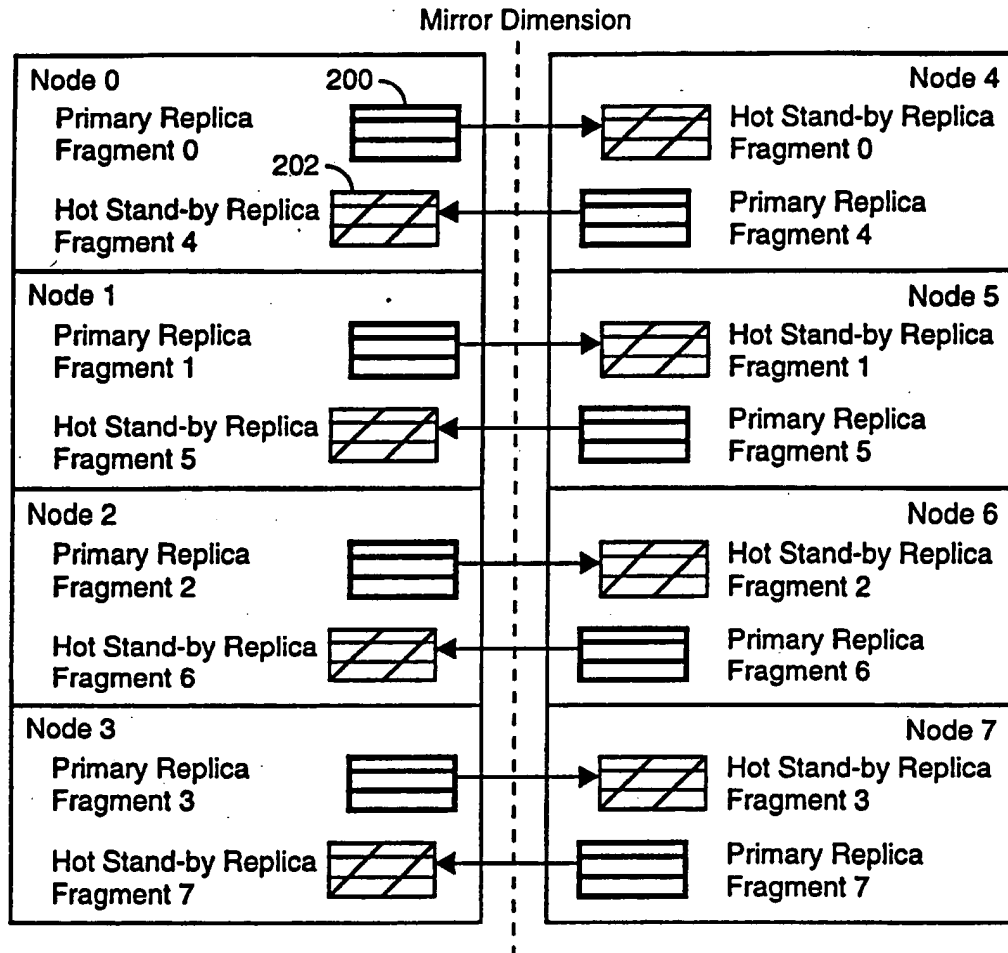 Mirror Dimension
Node 0
200
Primary Replica
Fragment 0
202
Hot Stand-by Replica
Fragment 4
Node 4
Hot Stand-by Replica
Fragment 0
Primary Replica
Fragment 4
Node 1
Primary Replica
Fragment 1
Hot Stand-by Replica
Fragment 5
Node 5
Hot Stand-by Replica
Fragment 1
Primary Replica
Fragment 5
Node 2
Primary Replica
Fragment 2
Hot Stand-by Replica
Fragment 6
Node 6
Hot Stand-by Replica
Fragment 2
Primary Replica
Fragment 6
Node 3
Primary Replica
Fragment 3
Hot Stand-by Replica
Fragment 7
Node 7
Hot Stand-by Replica
Fragment 3
Primary Replica
Fragment 7